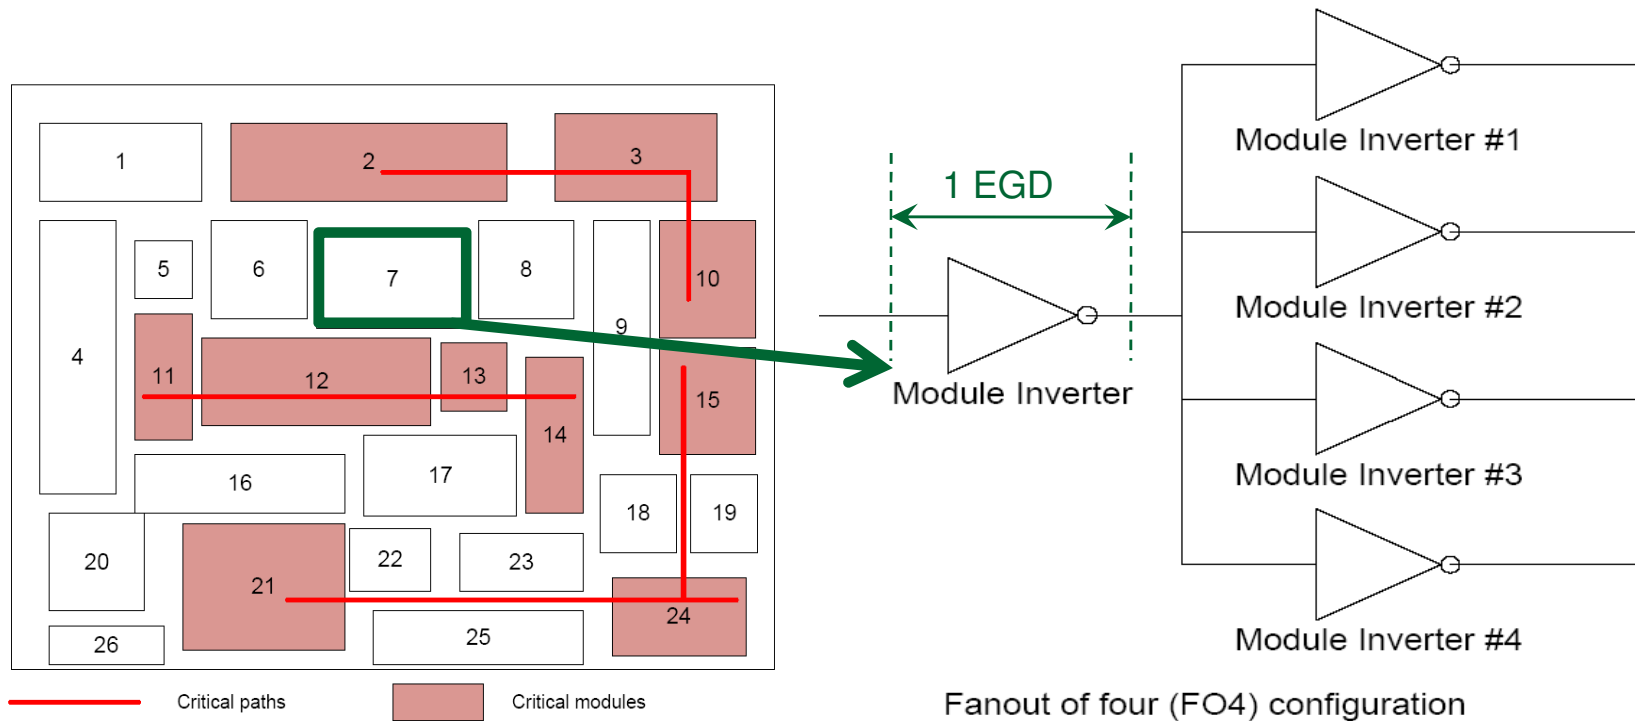 1
2
3
4
5
6
7
8
9
10
11
12
13
14
15
16
17
18
19
20
21
22
23
24
25
26
Critical paths
Critical modules
1 EGD
Module Inverter
Module Inverter #1
Module Inverter #2
Module Inverter #3
Module Inverter #4
Fanout of four (FO4) configuration